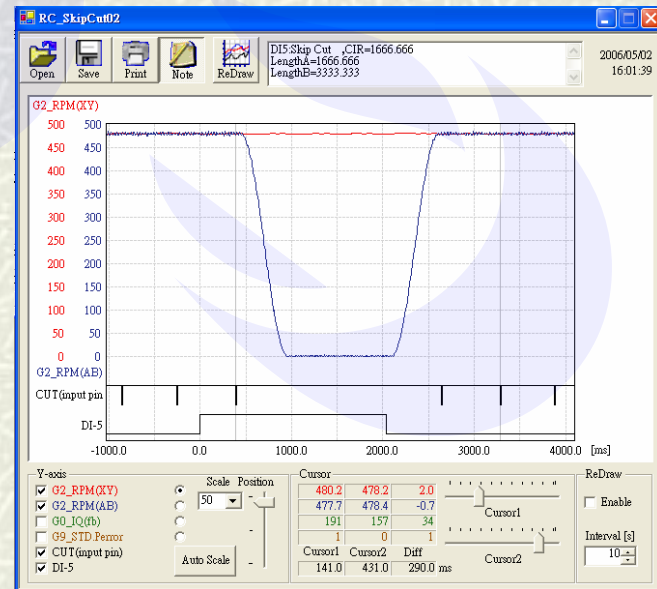 RC_SkipCut02
Open
Save
Print
Note
ReDraw
DI5:Skip Cut ,CIR=1666.666
LengthA=1666.666
LengthB=3333.333
2006/05/02
16:01:39
G2_RPM(XY)
500 500
450 450
400 400
350 350
300 300
250 250
200 200
150 150
100 100
50 50
0 0
G2_RPM(AB)
CUT(input pin
DI-5
-1000.0 0.0 1000.0 2000.0 3000.0 4000.0 [ms]
Y-axis
Scale Position
G2_RPM(XY)
G2_RPM(AB)
G0_IQ(fb)
G9_STD.Perror
CUT(input pin)
DI-5
50
Auto Scale
Cursor
480.2 478.2 2.0
477.7 478.4 -0.7
191 157 34
1 0 1
Cursor1 Cursor2 Diff
141.0 431.0 290.0 ms
Cursor1
Cursor2
ReDraw
Enable
Interval [s]
10